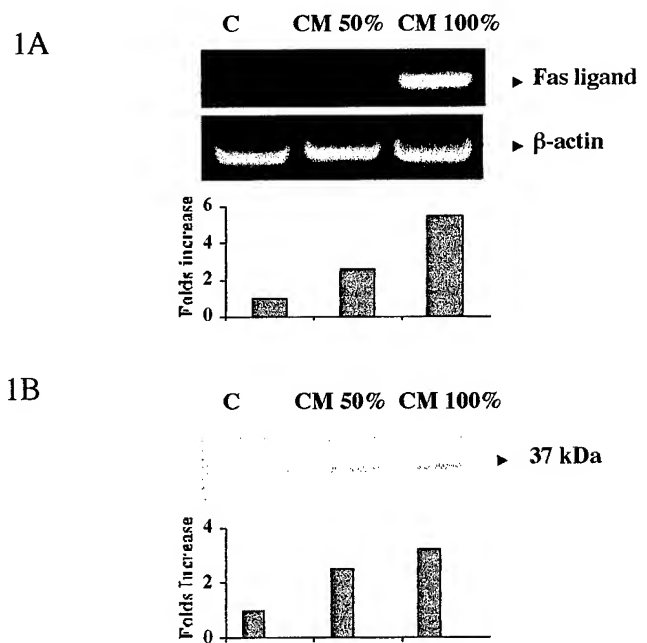 1A
C CM 50% CM 100%
Fas ligand
β-actin
Folds increase
6
4
2
0
1B
C CM 50% CM 100%
37 kDa
Folds Increase
4
2
0